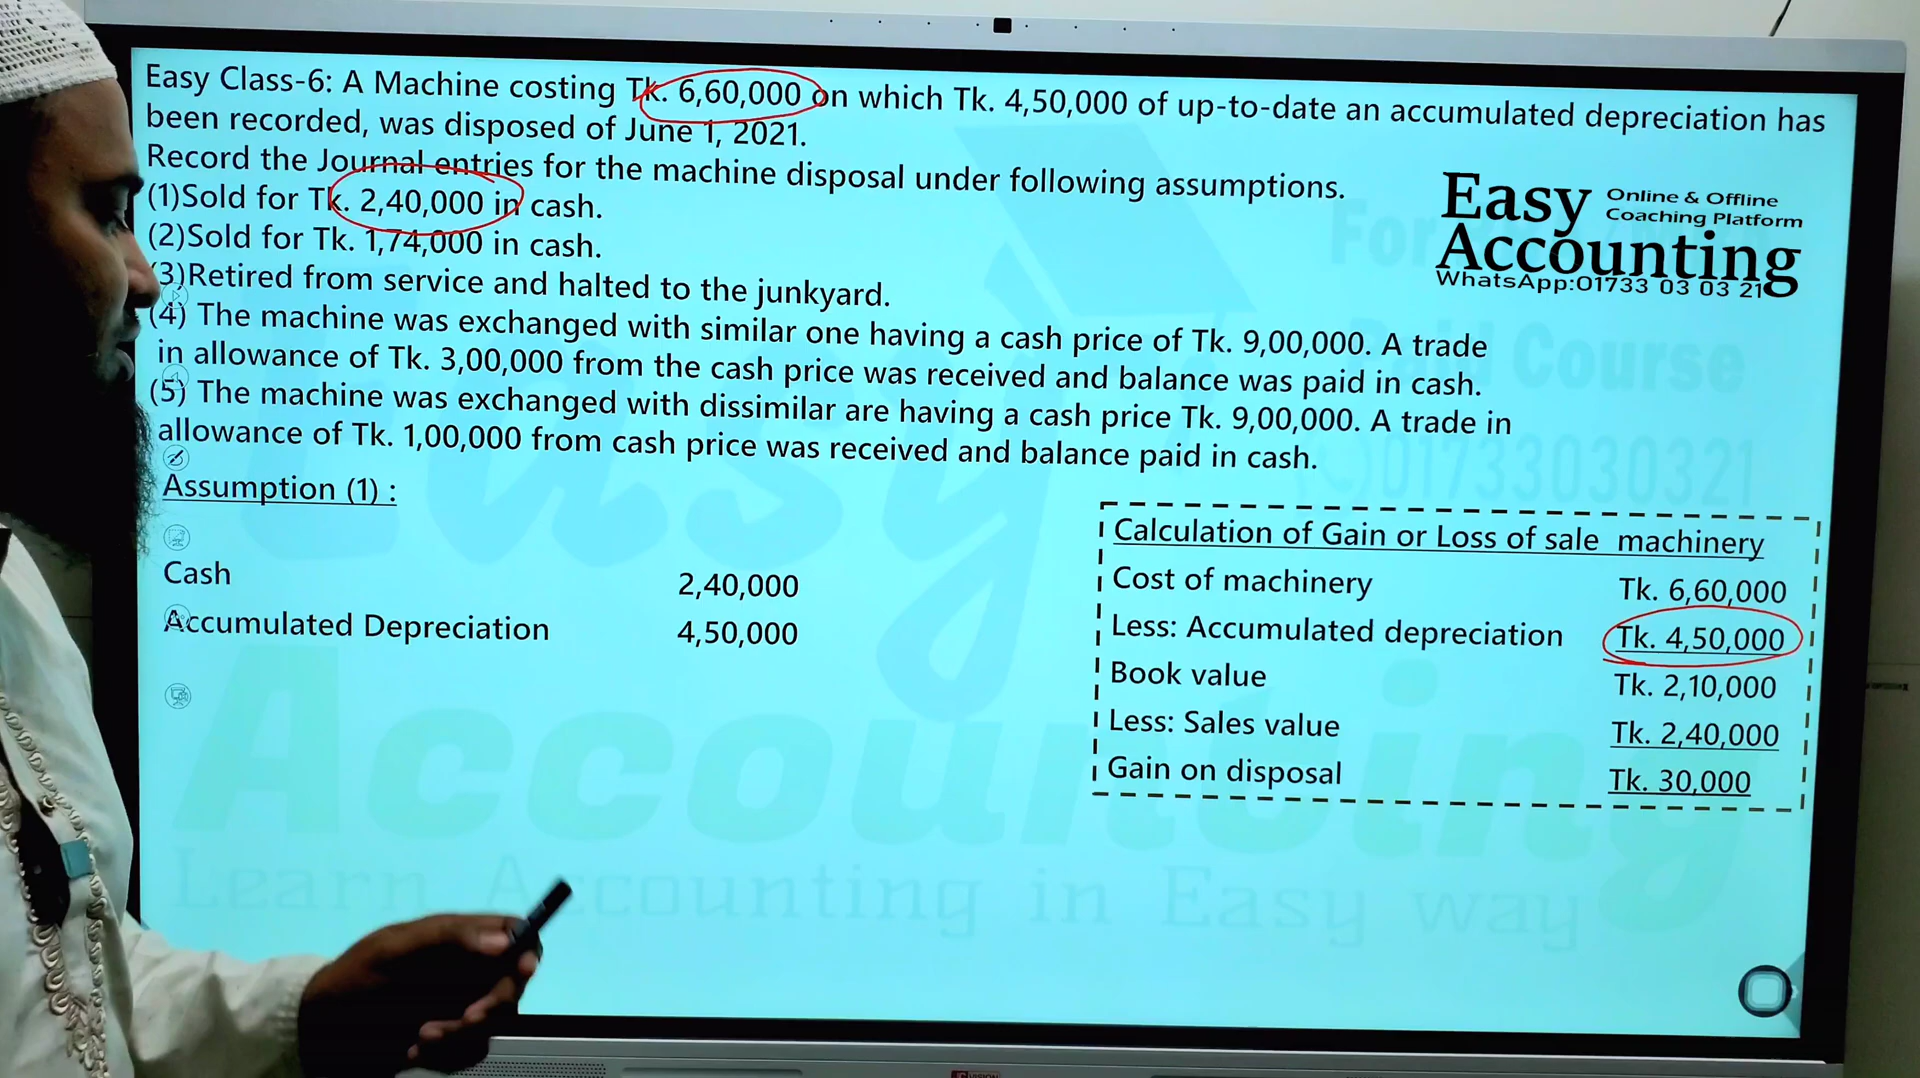 Easy Class-6: A Machine costing Tk. 6,60,000 on which Tk. 4,50,000 of up-to-date an accumulated depreciation has
been recorded, was disposed of June 1, 2021.
Record the Journal entries for the machine disposal under following assumptions.
(1)Sold for Tk. 2,40,000 in cash.
(2)Sold for Tk. 1,74,000 in cash.
(3)Retired from service and halted to the junkyard.
(4) The machine was exchanged with similar one having a cash price of Tk. 9,00,000. A trade
in allowance of Tk. 3,00,000 from the cash price was received and balance was paid in cash.
(5) The machine was exchanged with dissimilar are having a cash price Tk. 9,00,000. A trade in
allowance of Tk. 1,00,000 from cash price was received and balance paid in cash.
Easy Online & Offline
Coaching Platform
Accounting
WhatsApp:01733 03 03 21
For
Paid Course
01733030321
Assumption (1) :
Cash 2,40,000
Accumulated Depreciation 4,50,000
Calculation of Gain or Loss of sale machinery
Cost of machinery Tk. 6,60,000
Less: Accumulated depreciation Tk. 4,50,000
Book value Tk. 2,10,000
Less: Sales value Tk. 2,40,000
Gain on disposal Tk. 30,000
Easy
Accounting
Learn Accounting in Easy way